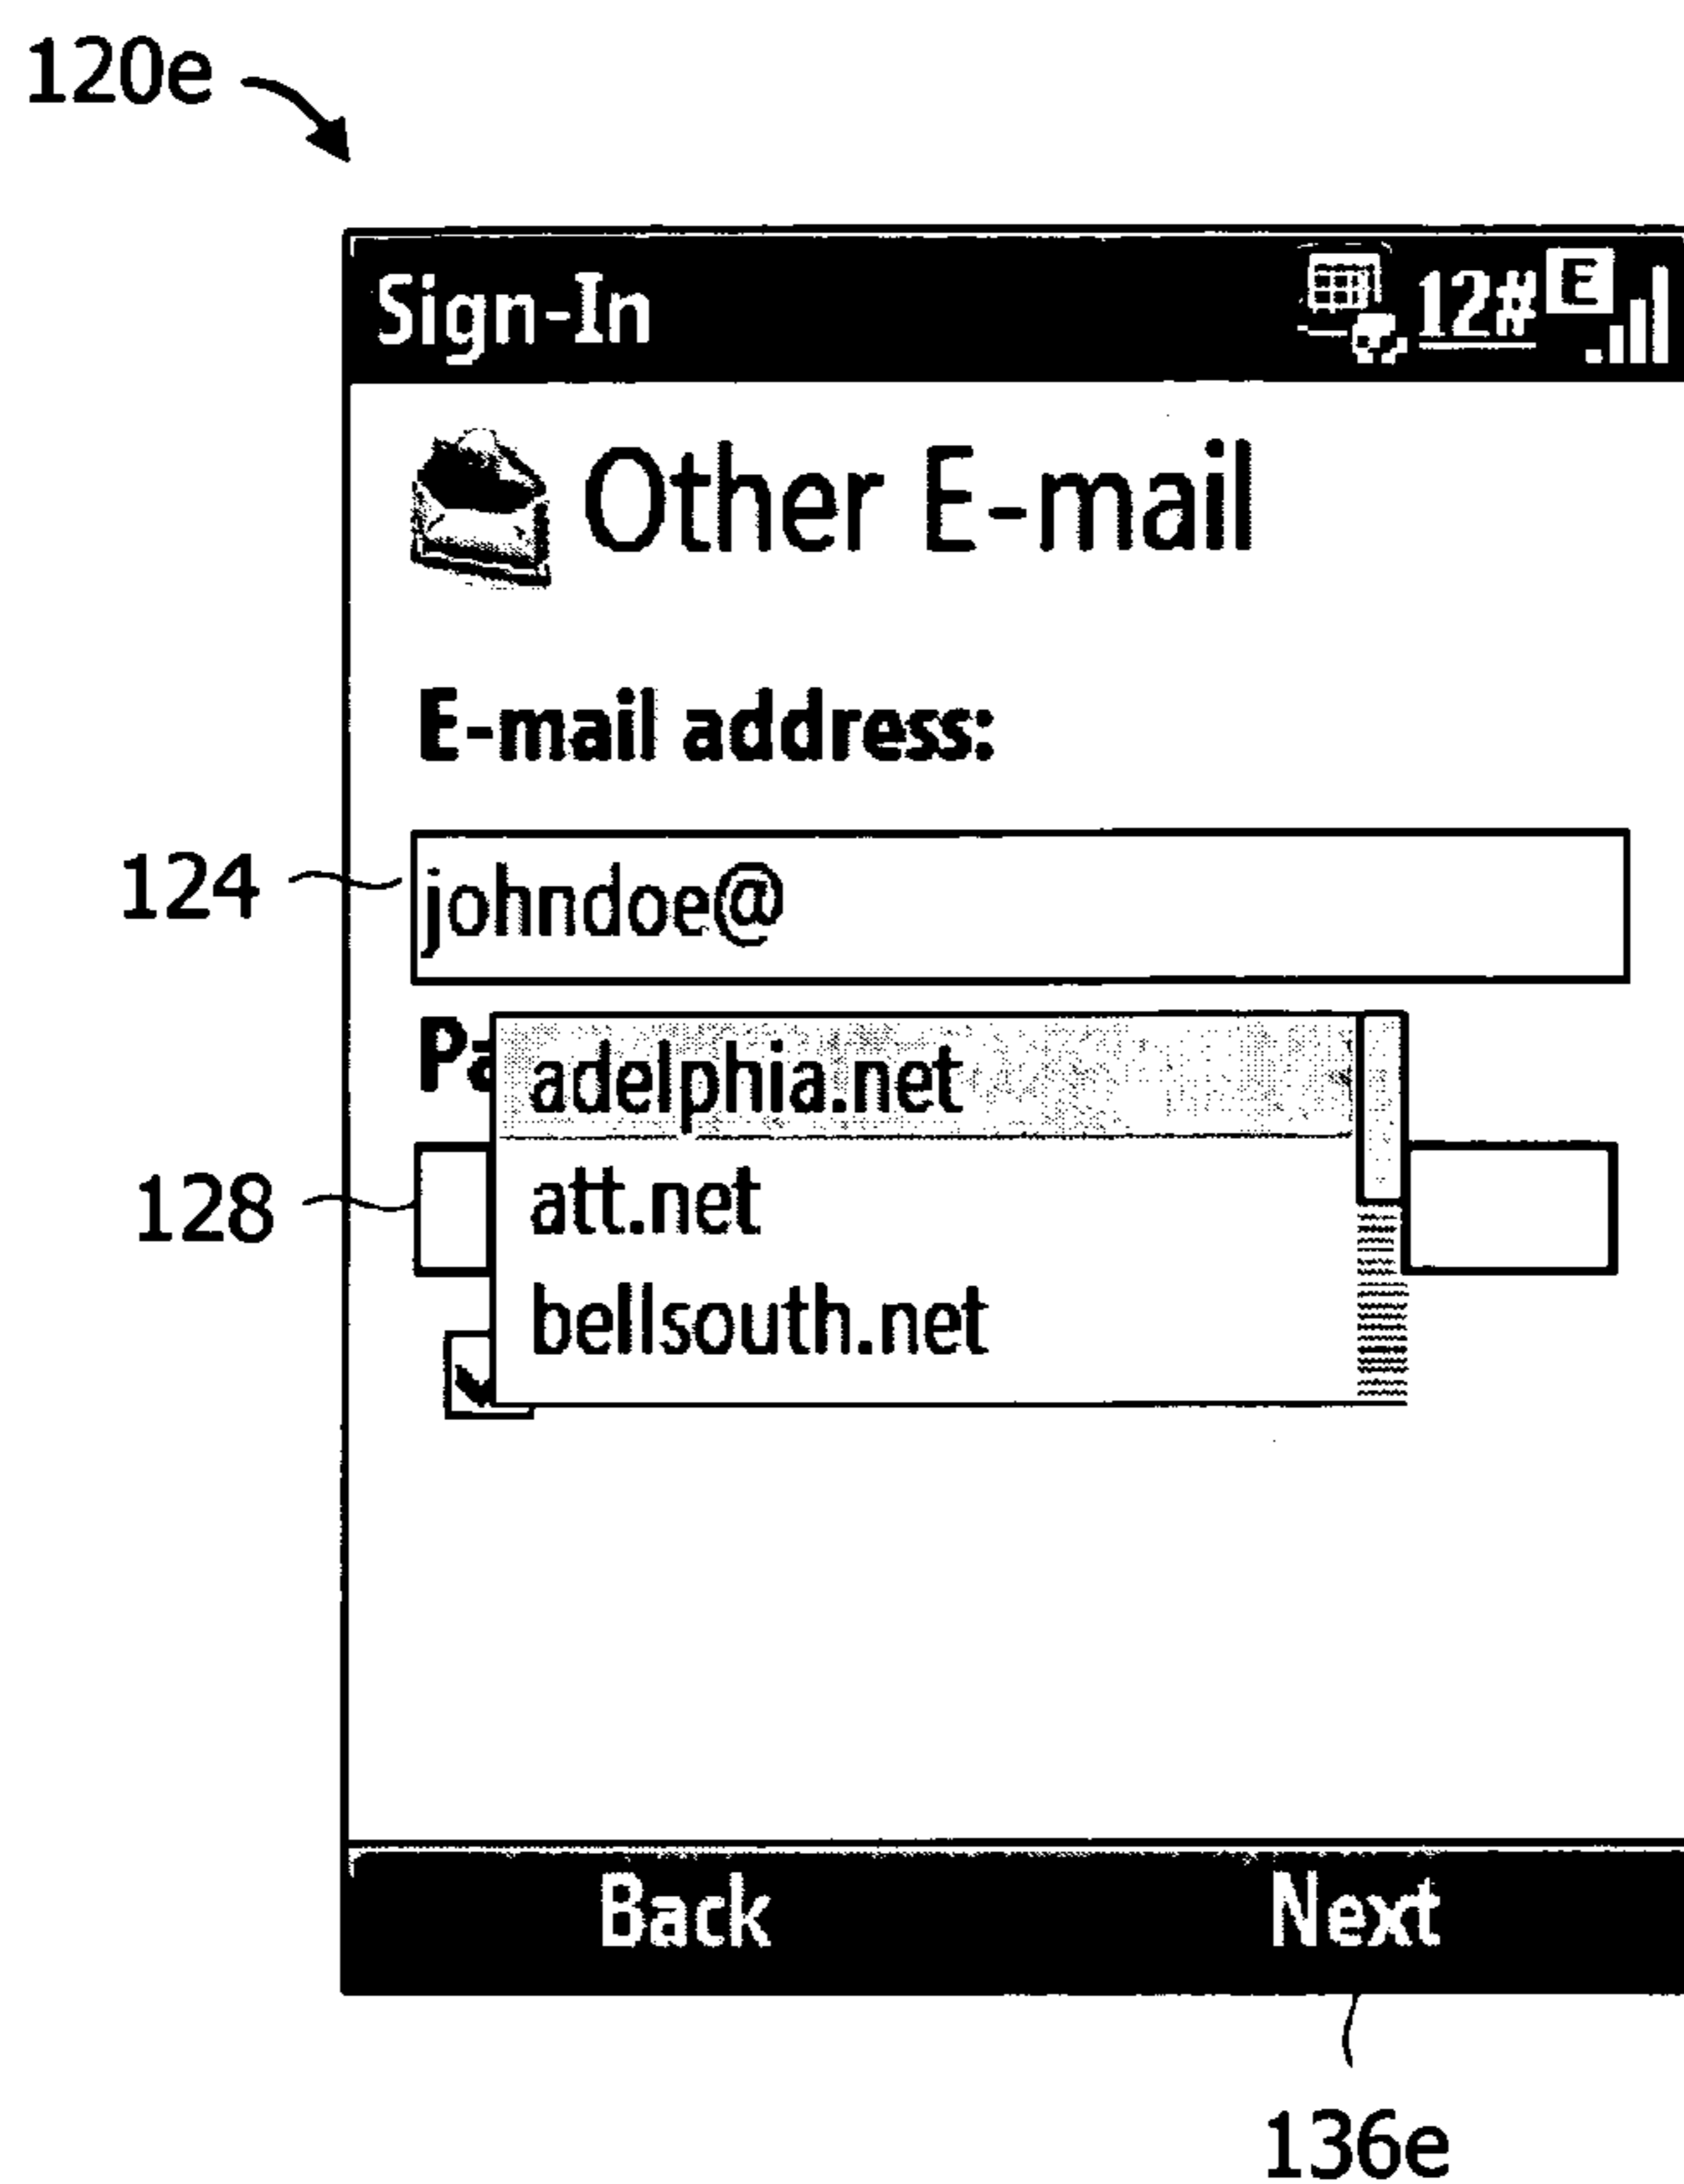 120e
Sign-In 12# E
Other E-mail
E-mail address:
124
johndoe@
Pa
adelphia.net
128
att.net
bellsouth.net
Back Next
136e